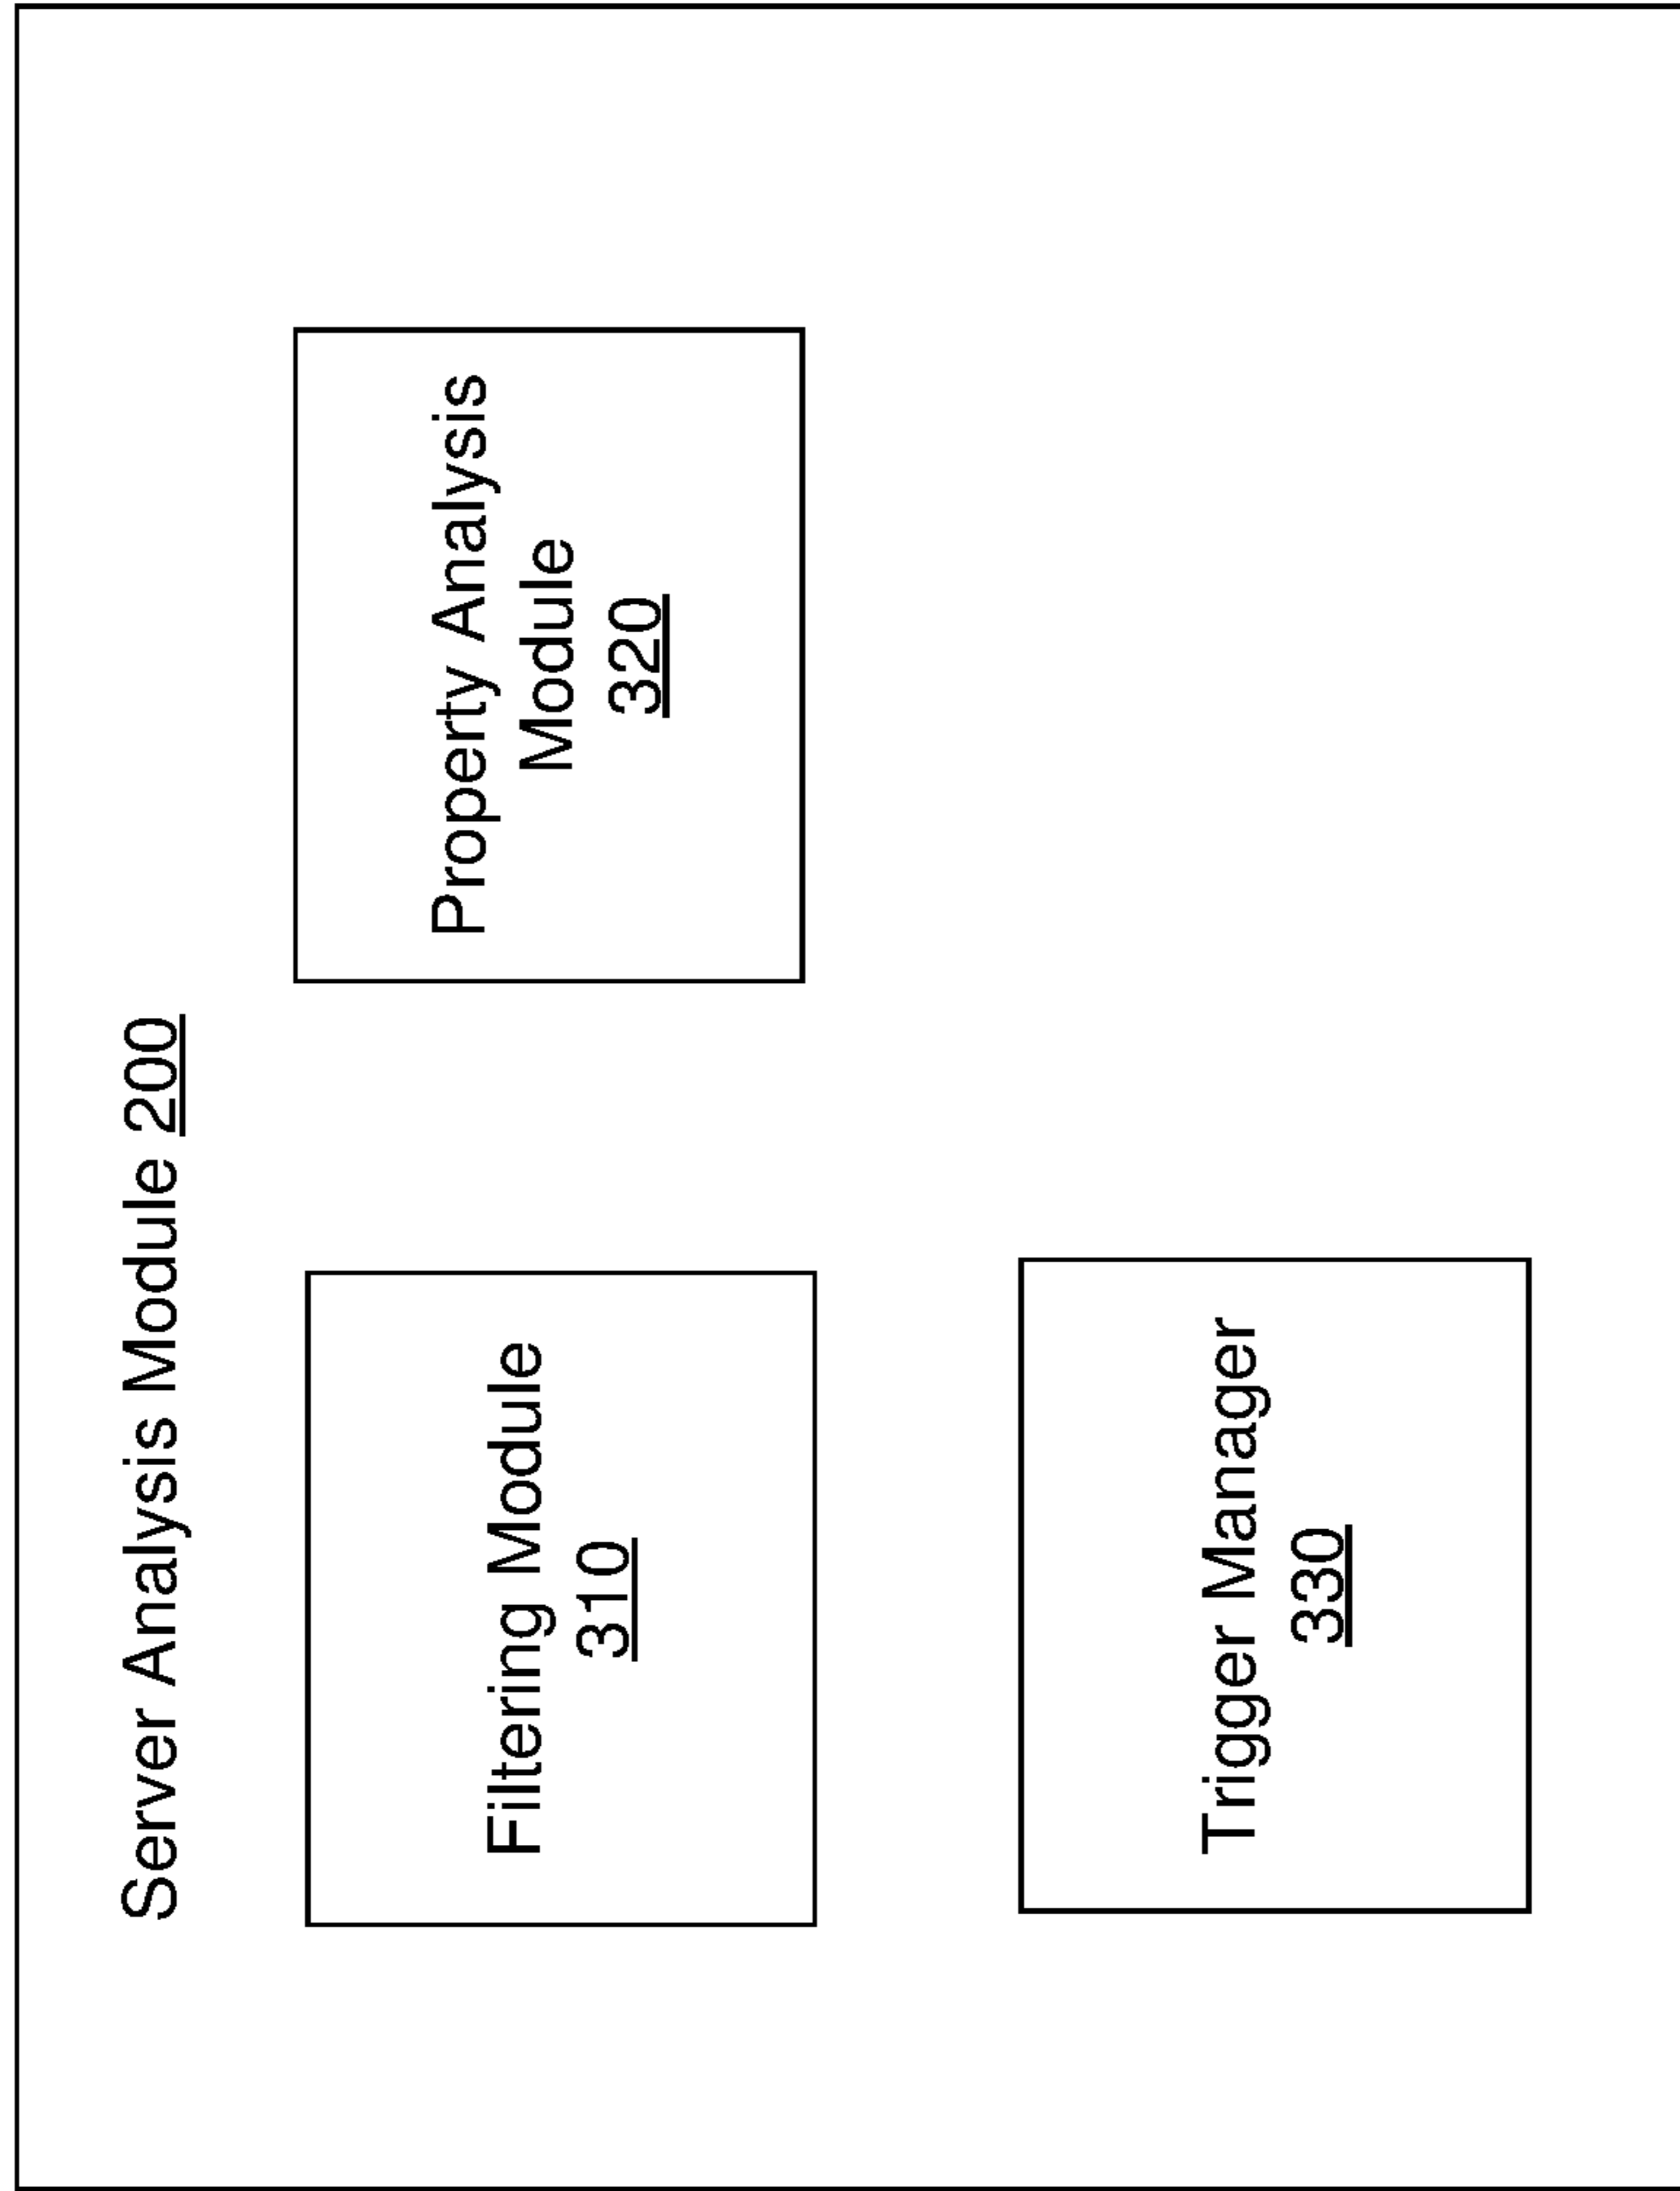 Server Analysis Module 200
Filtering Module
310
Property Analysis
Module
320
Trigger Manager
330